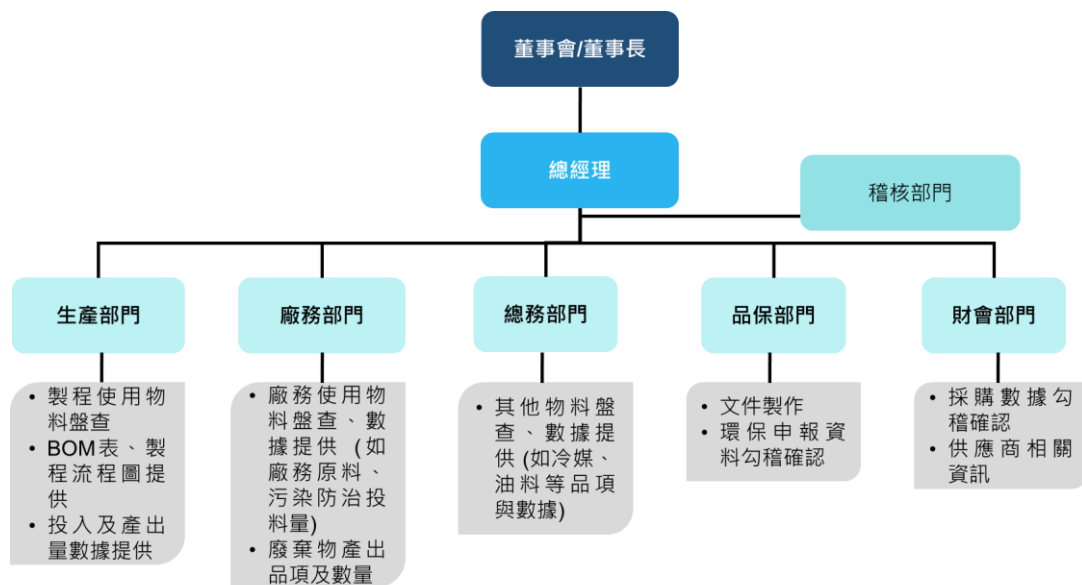 董事會/董事長
總經理
稽核部門
生產部門
廠務部門
總務部門
品保部門
財會部門
• 製程使用物
料盤查
• BOM表、製
程流程圖提
供
• 投入及產出
量數據提供
• 廠務使用物
料盤查、數
據提供 (如
廠務原料、
污染防治投
料量)
• 廢棄物產出
品項及數量
• 其他物料盤
查、數據提
供 (如冷媒、
油料等品項
與數據)
• 文件製作
• 環保申報資
料勾稽確認
• 採購數據勾
稽確認
• 供應商相關
資訊